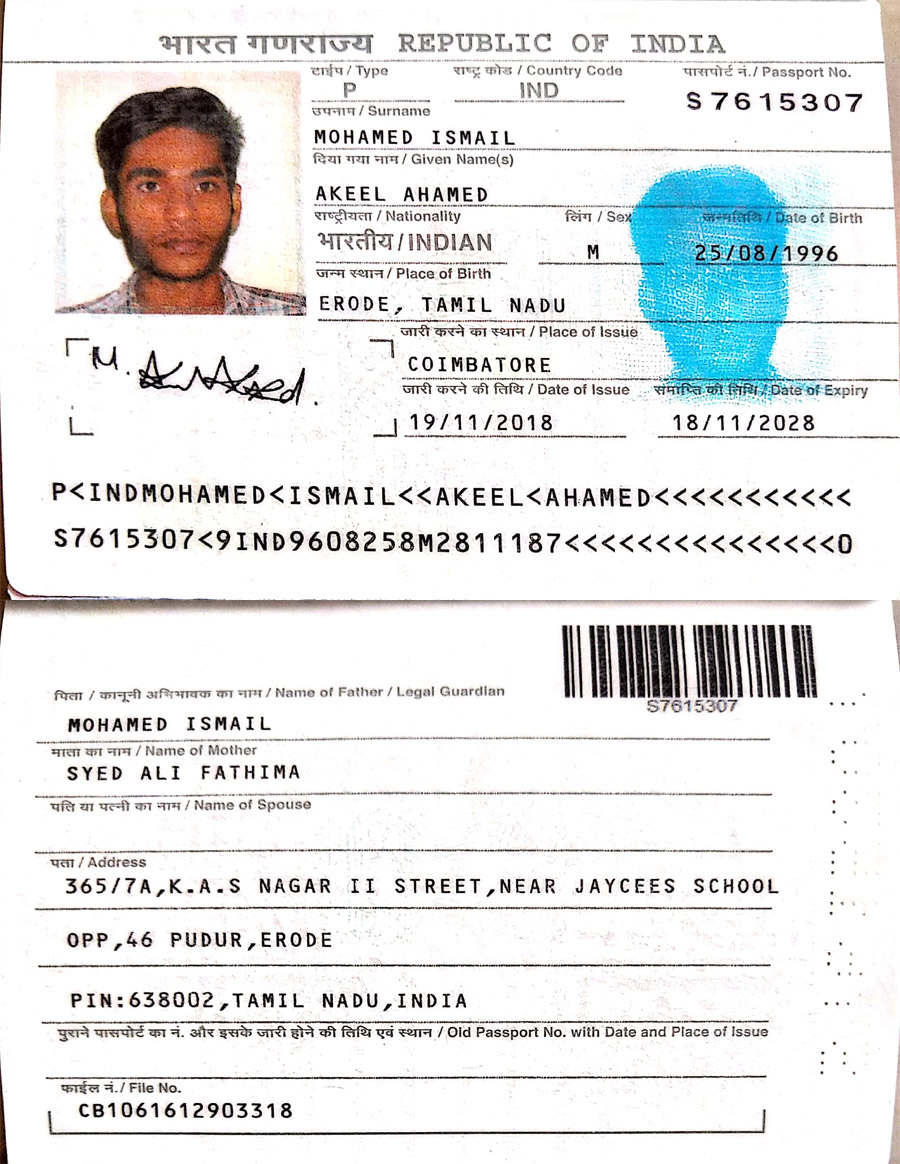 भारत गणराज्य REPUBLIC OF INDIA
टाईप / Type राष्ट्र कोड / Country Code पासपोर्ट नं./ Passport No.
P IND S7615307
उपनाम / Surname
MOHAMED ISMAIL
दिया गया नाम / Given Name(s)
AKEEL AHAMED
राष्ट्रीयता / Nationality लिंग / Sex जन्मतिथि / Date of Birth
भारतीय / INDIAN M 25/08/1996
जन्म स्थान / Place of Birth
ERODE, TAMIL NADU
जारी करने का स्थान / Place of Issue
COIMBATORE
जारी करने की तिथि / Date of Issue समाप्ति की तिथि / Date of Expiry
19/11/2018 18/11/2028
P<INDMOHAMED<ISMAIL<<AKEEL<AHAMED<<<<<<<<<<<
S7615307<9IND9608258M2811187<<<<<<<<<<<<<<<0
S7615307
पिता / कानूनी अभिभावक का नाम / Name of Father / Legal Guardian
MOHAMED ISMAIL
माता का नाम / Name of Mother
SYED ALI FATHIMA
पति या पत्नी का नाम / Name of Spouse
पता / Address
365/7A,K.A.S NAGAR II STREET,NEAR JAYCEES SCHOOL
OPP,46 PUDUR,ERODE
PIN:638002,TAMIL NADU,INDIA
पुराने पासपोर्ट का नं. और इसके जारी होने की तिथि एवं स्थान / Old Passport No. with Date and Place of Issue
फाईल नं./ File No.
CB1061612903318